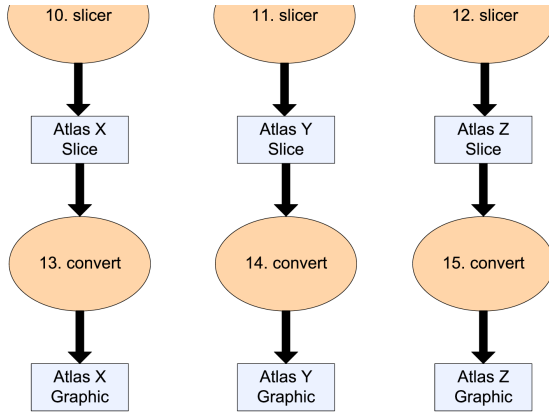 10. slicer
11. slicer
12. slicer
Atlas X
Slice
Atlas Y
Slice
Atlas Z
Slice
13. convert
14. convert
15. convert
Atlas X
Graphic
Atlas Y
Graphic
Atlas Z
Graphic